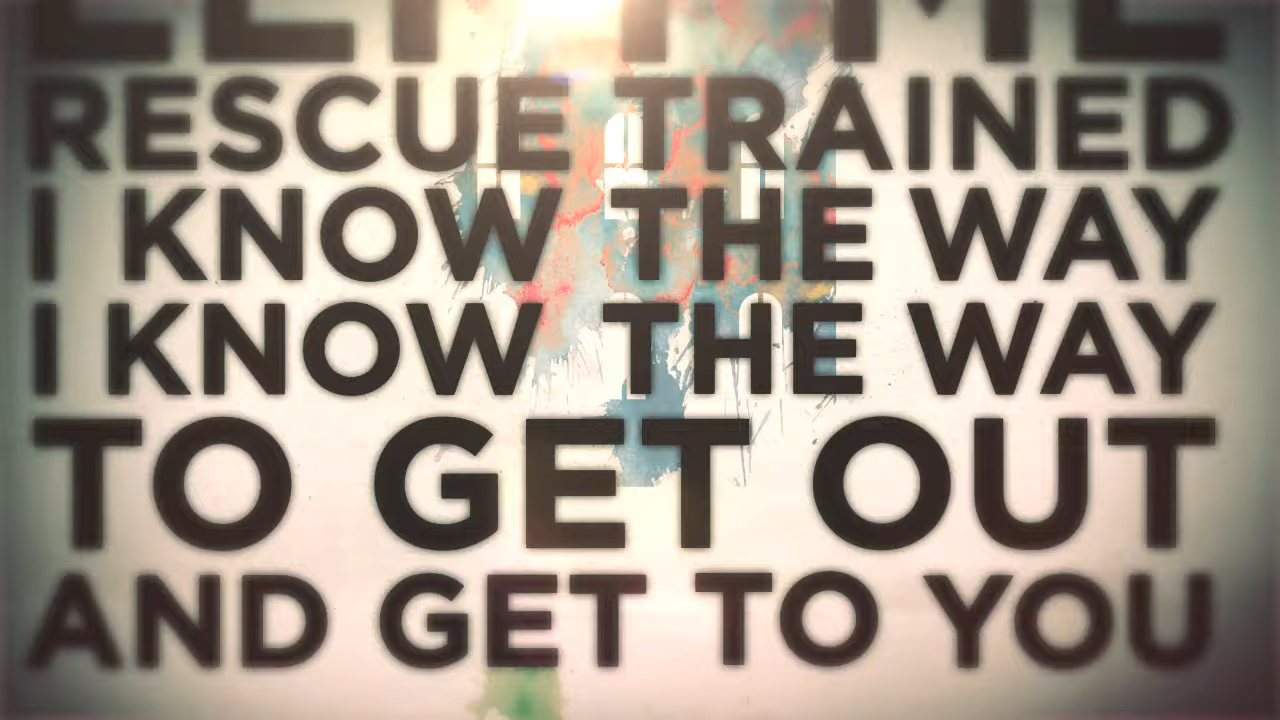 RESCUE TRAINED
I KNOW THE WAY
I KNOW THE WAY
TO GET OUT
AND GET TO YOU